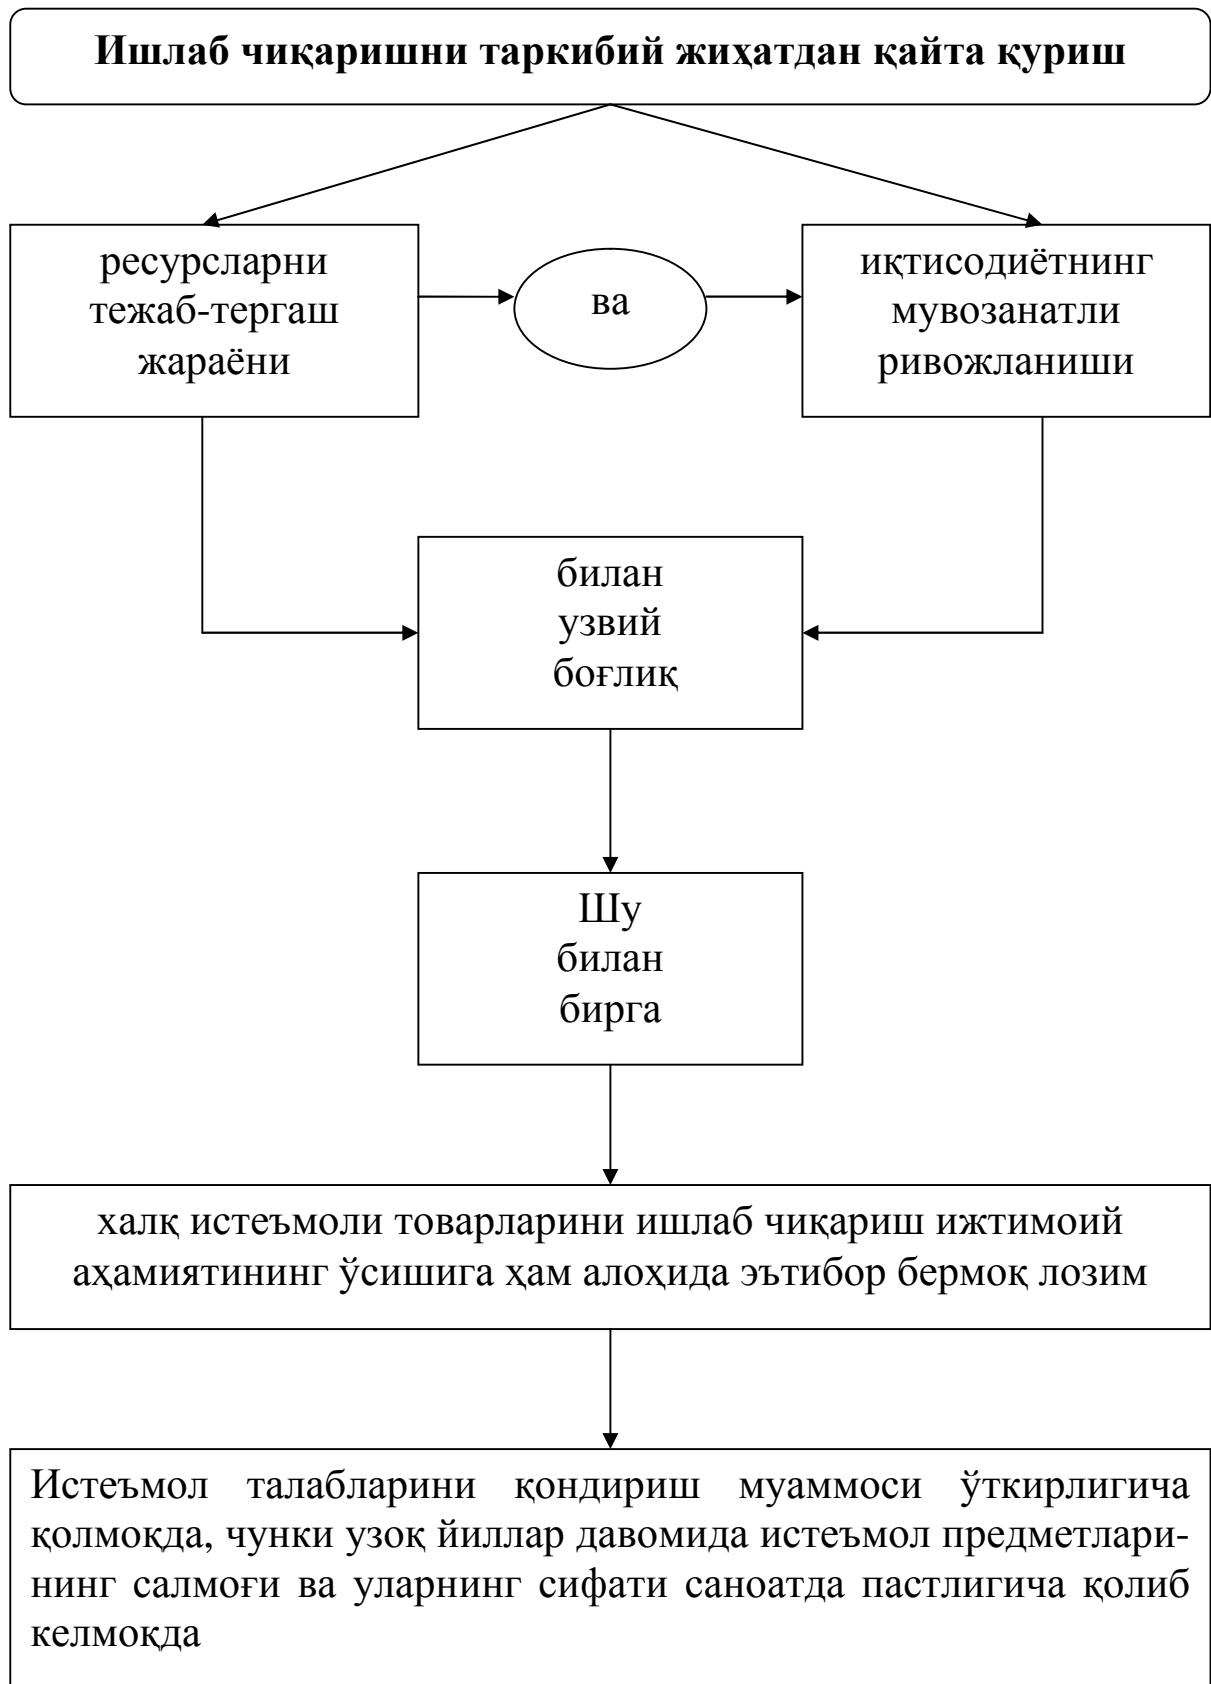 Ишлаб чиқаришни таркибий жиҳатдан қайта қуриш
ресурсларни
тежаб-тергаш
жараёни
ва
иқтисодиётнинг
мувозанатли
ривожланиши
билан
узвий
боғлиқ
Шу
билан
бирга
халқ истеъмоли товарларини ишлаб чиқариш ижтимоий
аҳамиятининг ўсишига ҳам алоҳида эътибор бермоқ лозим
Истеъмол талабларини қондириш муаммоси ўткирлигича
қолмоқда, чунки узоқ йиллар давомида истеъмол предметлари-
нинг салмоғи ва уларнинг сифати саноатда пастлигича қолиб
келмоқда